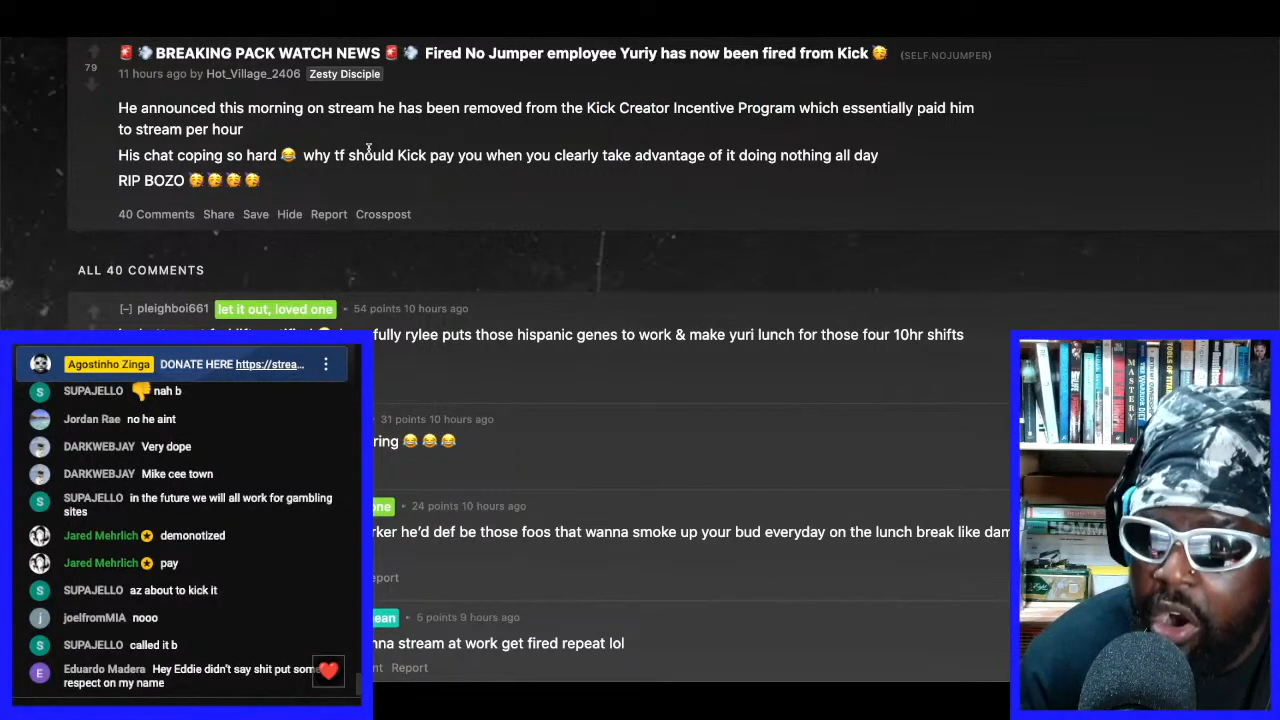 🚨 💨BREAKING PACK WATCH NEWS 🚨 💨 Fired No Jumper employee Yuriy has now been fired from Kick 🥳 (SELF.NOJUMPER)
79
11 hours ago by Hot_Village_2406 Zesty Disciple
He announced this morning on stream he has been removed from the Kick Creator Incentive Program which essentially paid him
to stream per hour
His chat coping so hard 😂 why tf should Kick pay you when you clearly take advantage of it doing nothing all day
RIP BOZO 🥳 🥳 🥳 🥳
40 Comments Share Save Hide Report Crosspost
ALL 40 COMMENTS
[–] pleighboi661 let it out, loved one • 54 points 10 hours ago
fully rylee puts those hispanic genes to work & make yuri lunch for those four 10hr shifts
31 points 10 hours ago
ring 😂 😂 😂
one • 24 points 10 hours ago
rker he'd def be those foos that wanna smoke up your bud everyday on the lunch break like dam
eport
ean • 5 points 9 hours ago
nna stream at work get fired repeat lol
nt Report
Agostinho Zinga DONATE HERE https://strea...
S SUPAJELLO 👎 nah b
Jordan Rae no he aint
DARKWEBJAY Very dope
DARKWEBJAY Mike cee town
S SUPAJELLO in the future we will all work for gambling
sites
Jared Mehrlich demonotized
Jared Mehrlich pay
S SUPAJELLO az about to kick it
j joelfromMIA nooo
S SUPAJELLO called it b
E Eduardo Madera Hey Eddie didn't say shit put som
respect on my name
MASTERY
THE WARRIOR DIET
TOOLS OF TITAN